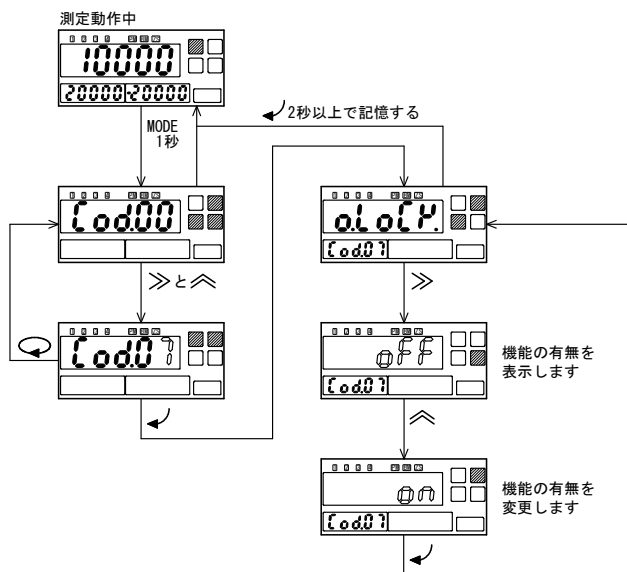 測定動作中
10000
20000 -20000
MODE
1秒
2秒以上で記憶する
Cod.00
o.LoCK.
Cod.07
と
Cod.07
oFF
Cod.07
機能の有無を
表示します
on
Cod.07
機能の有無を
変更します